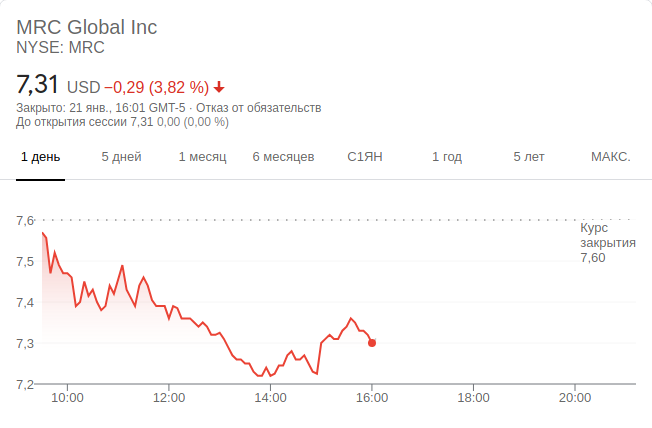 MRC Global Inc
NYSE: MRC
7,31 USD −0,29 (3,82 %)
Закрыто: 21 янв., 16:01 GMT-5 · Отказ от обязательств
До открытия сессии 7,31 0,00 (0,00 %)
1 день 5 дней 1 месяц 6 месяцев С1ЯН 1 год 5 лет МАКС.
7,6
Курс
закрытия
7,60
7,5
7,4
7,3
7,2
10:00 12:00 14:00 16:00 18:00 20:00